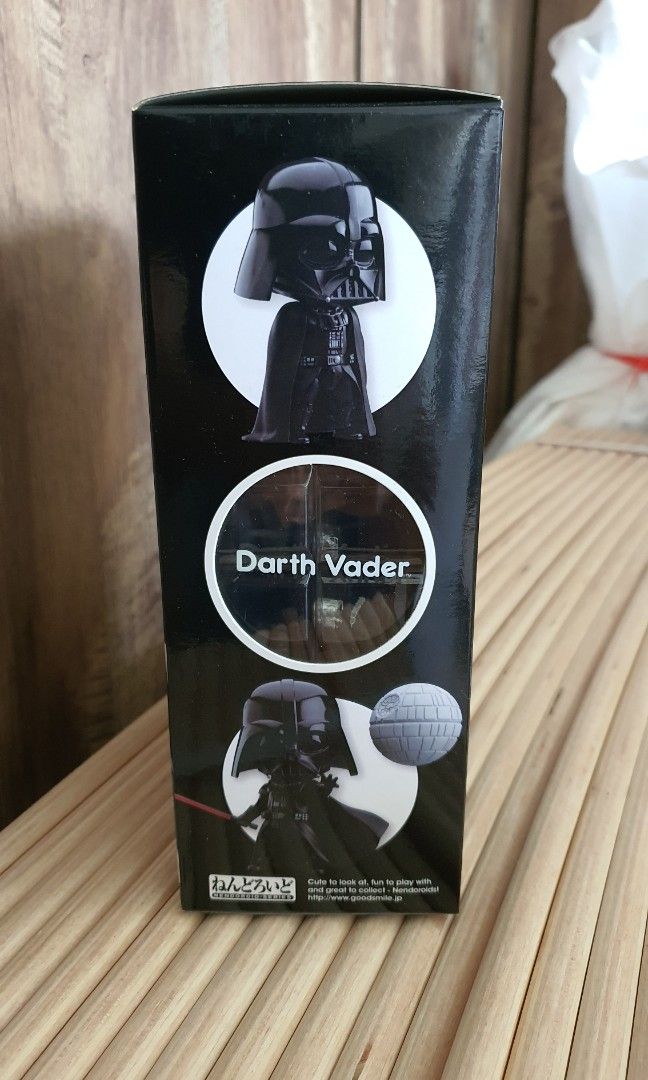 Darth Vader
ねんどろいど
NENDOROID SERIES
Cute to look at, fun to play with
and great to collect - Nendoroids!
http://www.goodsmile.jp